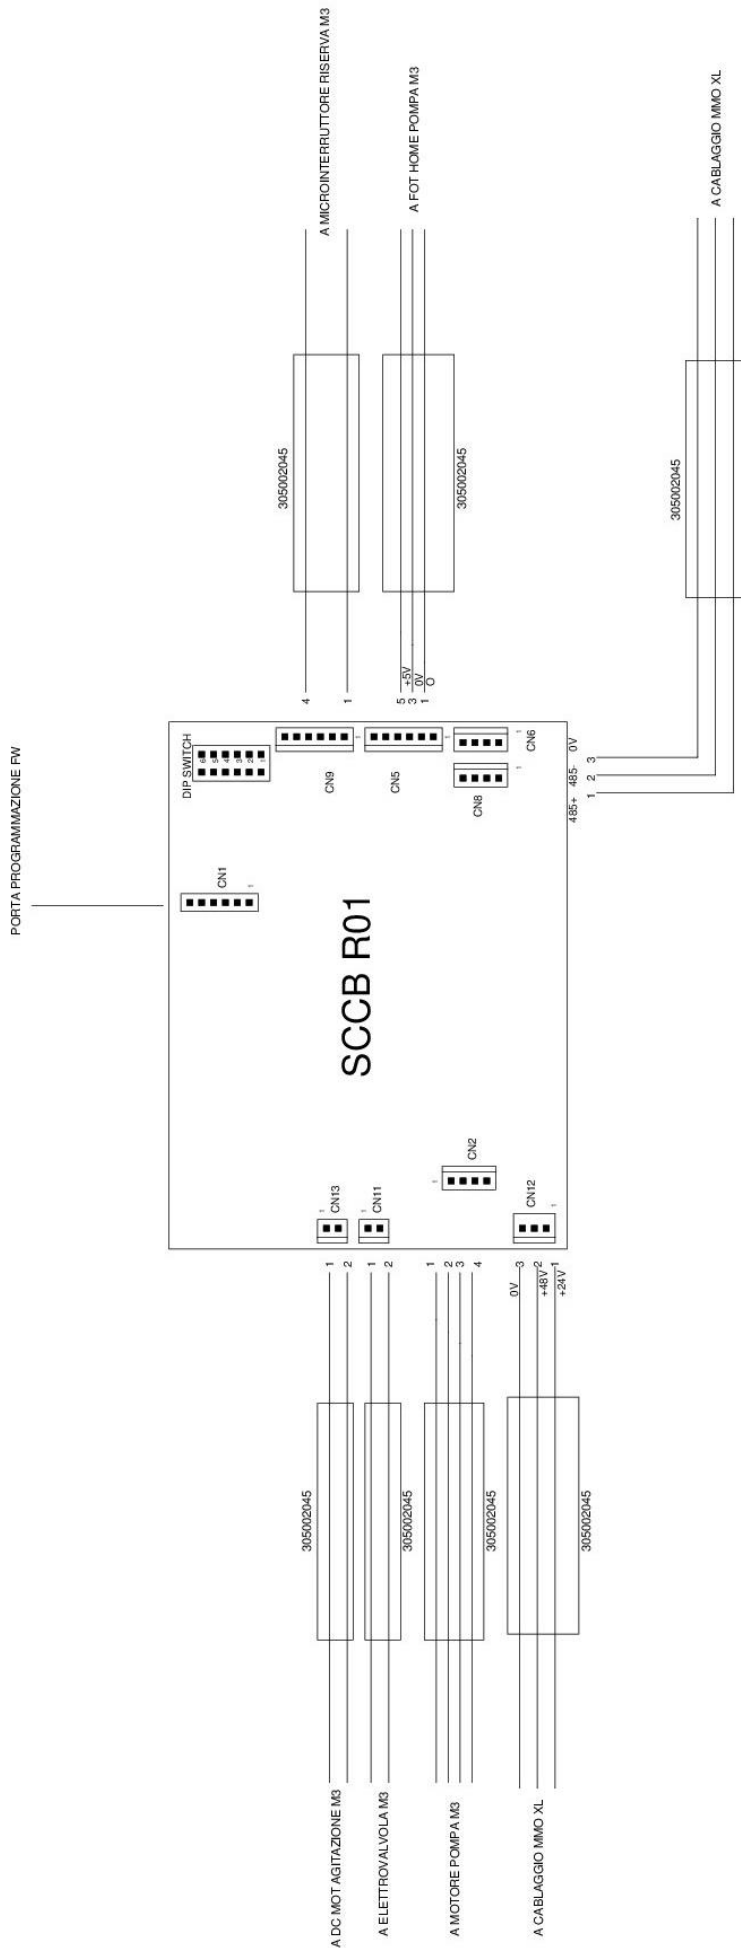 PORTA PROGRAMMAZIONE FW
A MICROINTERRUTTORE RISERVA M3
A FOT HOME POMPA M3
A CABLAGGIO MMO XL
305002045
305002045
305002045
4
1
5
+5V
3
0V
1
O
DIP SWITCH
6
5
4
3
2
1
CN9
1
CN5
1
CN6
1
CN8
1
0V
3
485-
2
485+
1
CN1
1
SCCB R01
CN13
1
CN11
1
CN2
1
CN12
1
1
2
1
2
1
2
3
4
0V
3
+48V
2
+24V
1
305002045
305002045
305002045
305002045
A DC MOT AGITAZIONE M3
A ELETTROVALVOLA M3
A MOTORE POMPA M3
A CABLAGGIO MMO XL